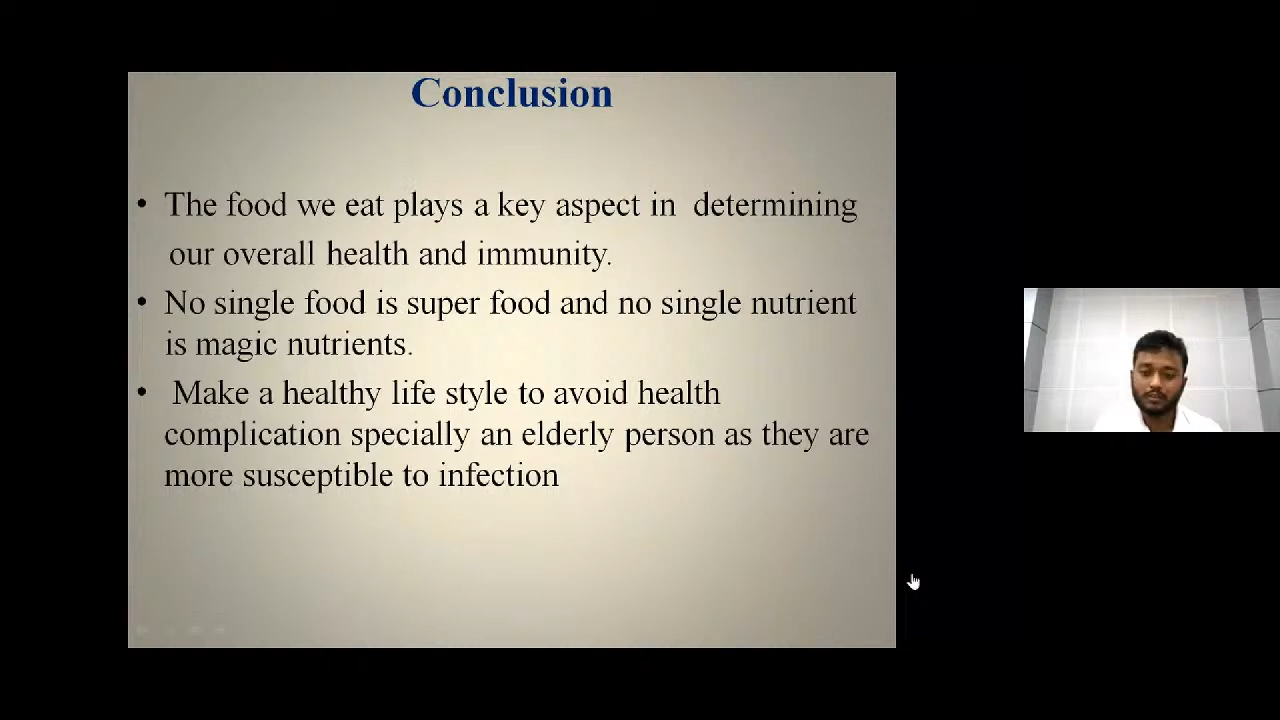 Conclusion
• The food we eat plays a key aspect in determining
our overall health and immunity.
• No single food is super food and no single nutrient
is magic nutrients.
• Make a healthy life style to avoid health
complication specially an elderly person as they are
more susceptible to infection